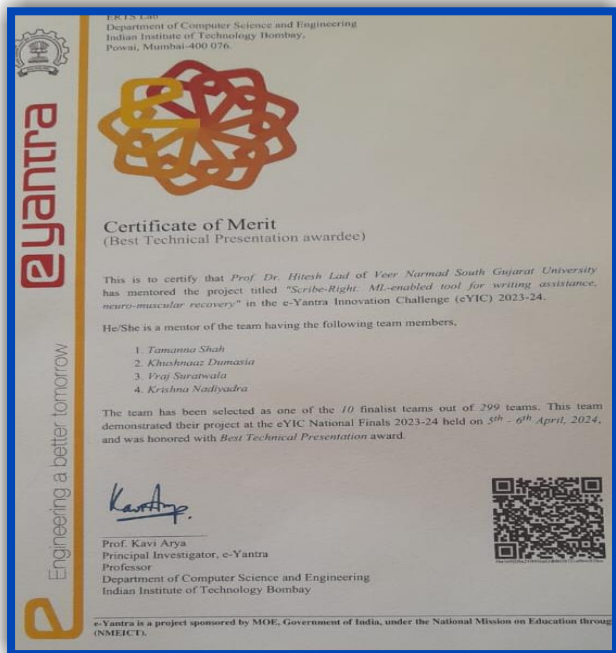 ERTS Lab
Department of Computer Science and Engineering
Indian Institute of Technology Bombay,
Powai, Mumbai-400 076.
eyantra
Engineering a better tomorrow
Certificate of Merit
(Best Technical Presentation awardee)
This is to certify that Prof. Dr. Hitesh Lad of Veer Narmad South Gujarat University
has mentored the project titled "Scribe-Right: ML-enabled tool for writing assistance,
neuro-muscular recovery" in the e-Yantra Innovation Challenge (eYIC) 2023-24.
He/She is a mentor of the team having the following team members,
1. Tamanna Shah
2. Khushnaaz Dumasia
3. Vraj Suratwala
4. Krishna Nadiyadra
The team has been selected as one of the 10 finalist teams out of 299 teams. This team
demonstrated their project at the eYIC National Finals 2023-24 held on 5th - 6th April, 2024,
and was honored with Best Technical Presentation award.
Kavi Arya
Prof. Kavi Arya
Principal Investigator, e-Yantra
Professor
Department of Computer Science and Engineering
Indian Institute of Technology Bombay
e-Yantra is a project sponsored by MOE, Government of India, under the National Mission on Education throug
(NMEICT).